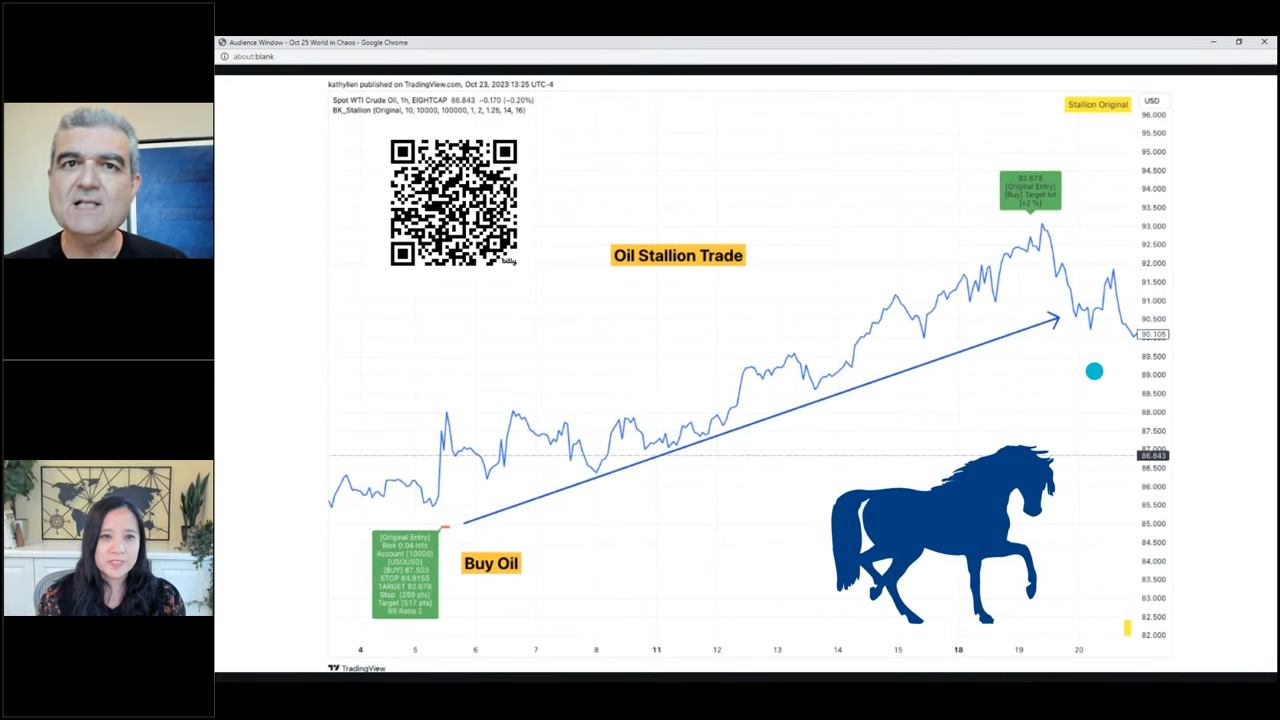 Audience Window - Oct 25 World in Chaos - Google Chrome
about:blank
kathylien published on TradingView.com, Oct 23, 2023 13:25 UTC-4
Spot WTI Crude Oil, 1h, EIGHTCAP 86.843 −0.170 (−0.20%)
BK_Stallion (Original, 10, 10000, 100000, 1, 2, 1.25, 14, 16)
Stallion Original
USD
96.000
95.500
95.000
94.500
94.000
93.500
93.000
92.500
92.000
91.500
91.000
90.500
90.105
89.500
89.000
88.500
88.000
87.500
87.000
86.843
86.500
86.000
85.500
85.000
84.500
84.000
83.500
83.000
82.500
82.000
bitly
92.678
[Original Entry]
[Buy] Target hit
[+2 %]
Oil Stallion Trade
[Original Entry]
Risk 0.04 lots
Account [10000]
[USOUSD]
[BUY] 87.503
STOP 84.9155
TARGET 92.678
Stop [259 pts]
Target [517 pts]
RR Ratio 2
Buy Oil
4 5 6 7 8 11 12 13 14 15 18 19 20
TradingView